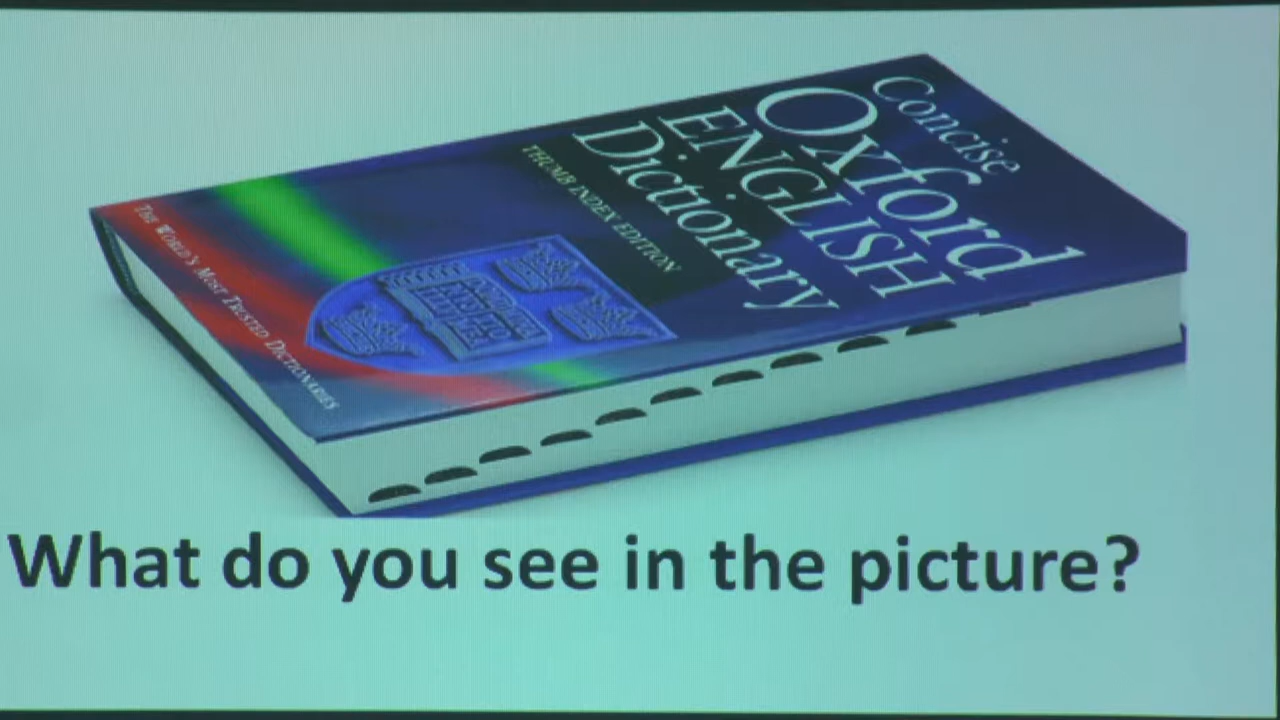 Concise
Oxford
ENGLISH
Dictionary
THUMB INDEX EDITION
THE WORLD'S MOST TRUSTED DICTIONARIES
What do you see in the picture?